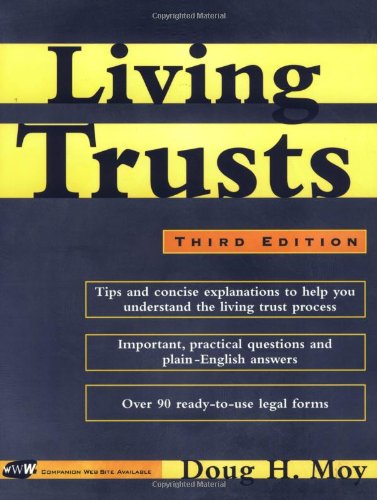 Living
Trusts
THIRD EDITION
Tips and concise explanations to help you
understand the living trust process
Important, practical questions and
plain-English answers
Over 90 ready-to-use legal forms
WWW
COMPANION WEB SITE AVAILABLE
Doug H. Moy